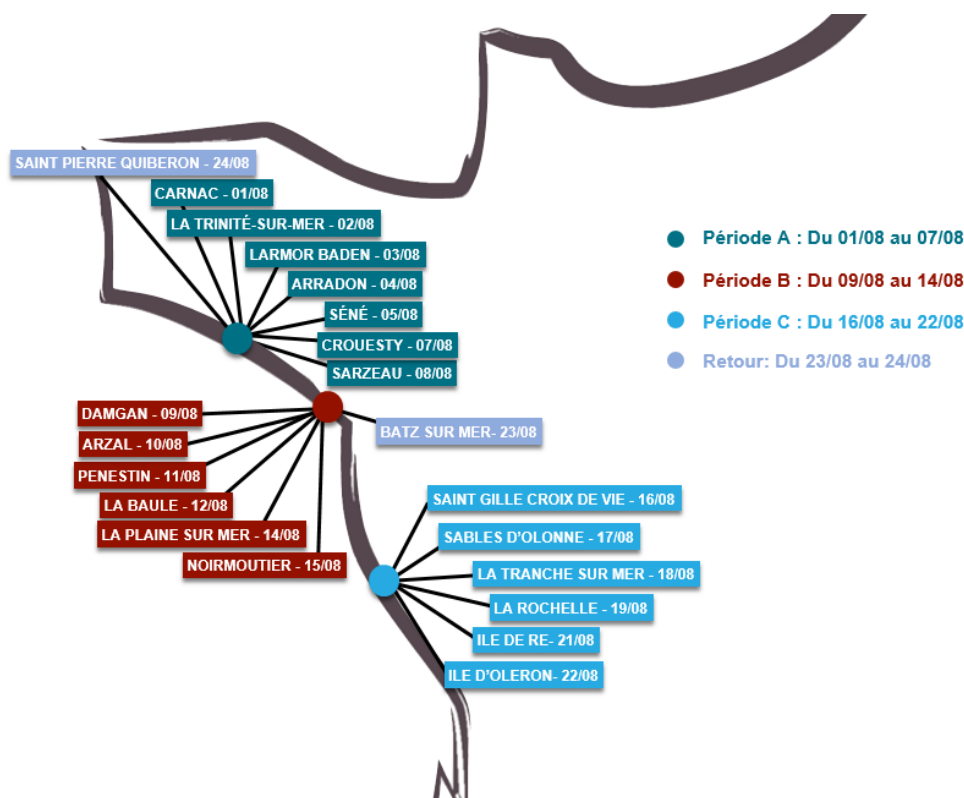 SAINT PIERRE QUIBERON - 24/08
CARNAC - 01/08
LA TRINITÉ-SUR-MER - 02/08
LARMOR BADEN - 03/08
ARRADON - 04/08
SÉNÉ - 05/08
CROUESTY - 07/08
SARZEAU - 08/08
DAMGAN - 09/08
ARZAL - 10/08
PENESTIN - 11/08
LA BAULE - 12/08
LA PLAINE SUR MER - 14/08
NOIRMOUTIER - 15/08
BATZ SUR MER- 23/08
SAINT GILLE CROIX DE VIE - 16/08
SABLES D'OLONNE - 17/08
LA TRANCHE SUR MER - 18/08
LA ROCHELLE - 19/08
ILE DE RE- 21/08
ILE D'OLERON- 22/08
Période A : Du 01/08 au 07/08
Période B : Du 09/08 au 14/08
Période C : Du 16/08 au 22/08
Retour: Du 23/08 au 24/08